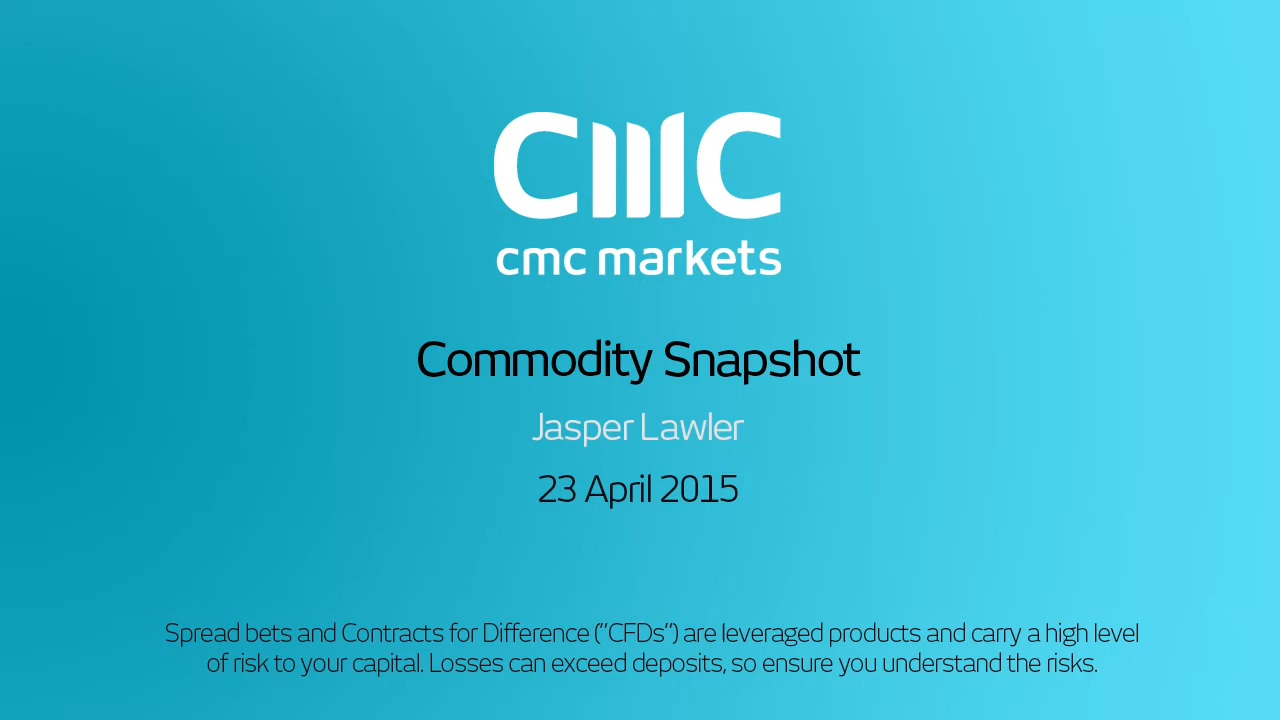 CMC
cmc markets
Commodity Snapshot
Jasper Lawler
23 April 2015
Spread bets and Contracts for Difference (“CFDs”) are leveraged products and carry a high level
of risk to your capital. Losses can exceed deposits, so ensure you understand the risks.